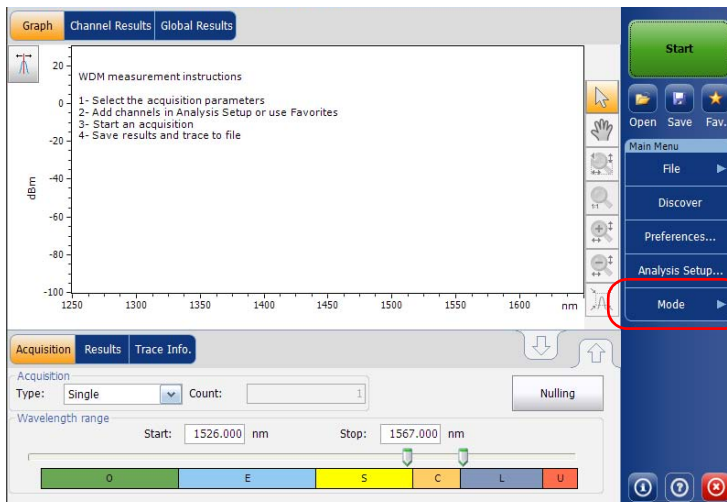 Graph Channel Results Global Results
WDM measurement instructions
1- Select the acquisition parameters
2- Add channels in Analysis Setup or use Favorites
3- Start an acquisition
4- Save results and trace to file
dBm
20
0
-20
-40
-60
-80
-100
1250 1300 1350 1400 1450 1500 1550 1600 nm
1:1
Start
Open Save Fav.
Main Menu
File
Discover
Preferences...
Analysis Setup...
Mode
Acquisition Results Trace Info.
Acquisition
Type: Single Count: 1
Nulling
Wavelength range
Start: 1526.000 nm Stop: 1567.000 nm
O E S C L U